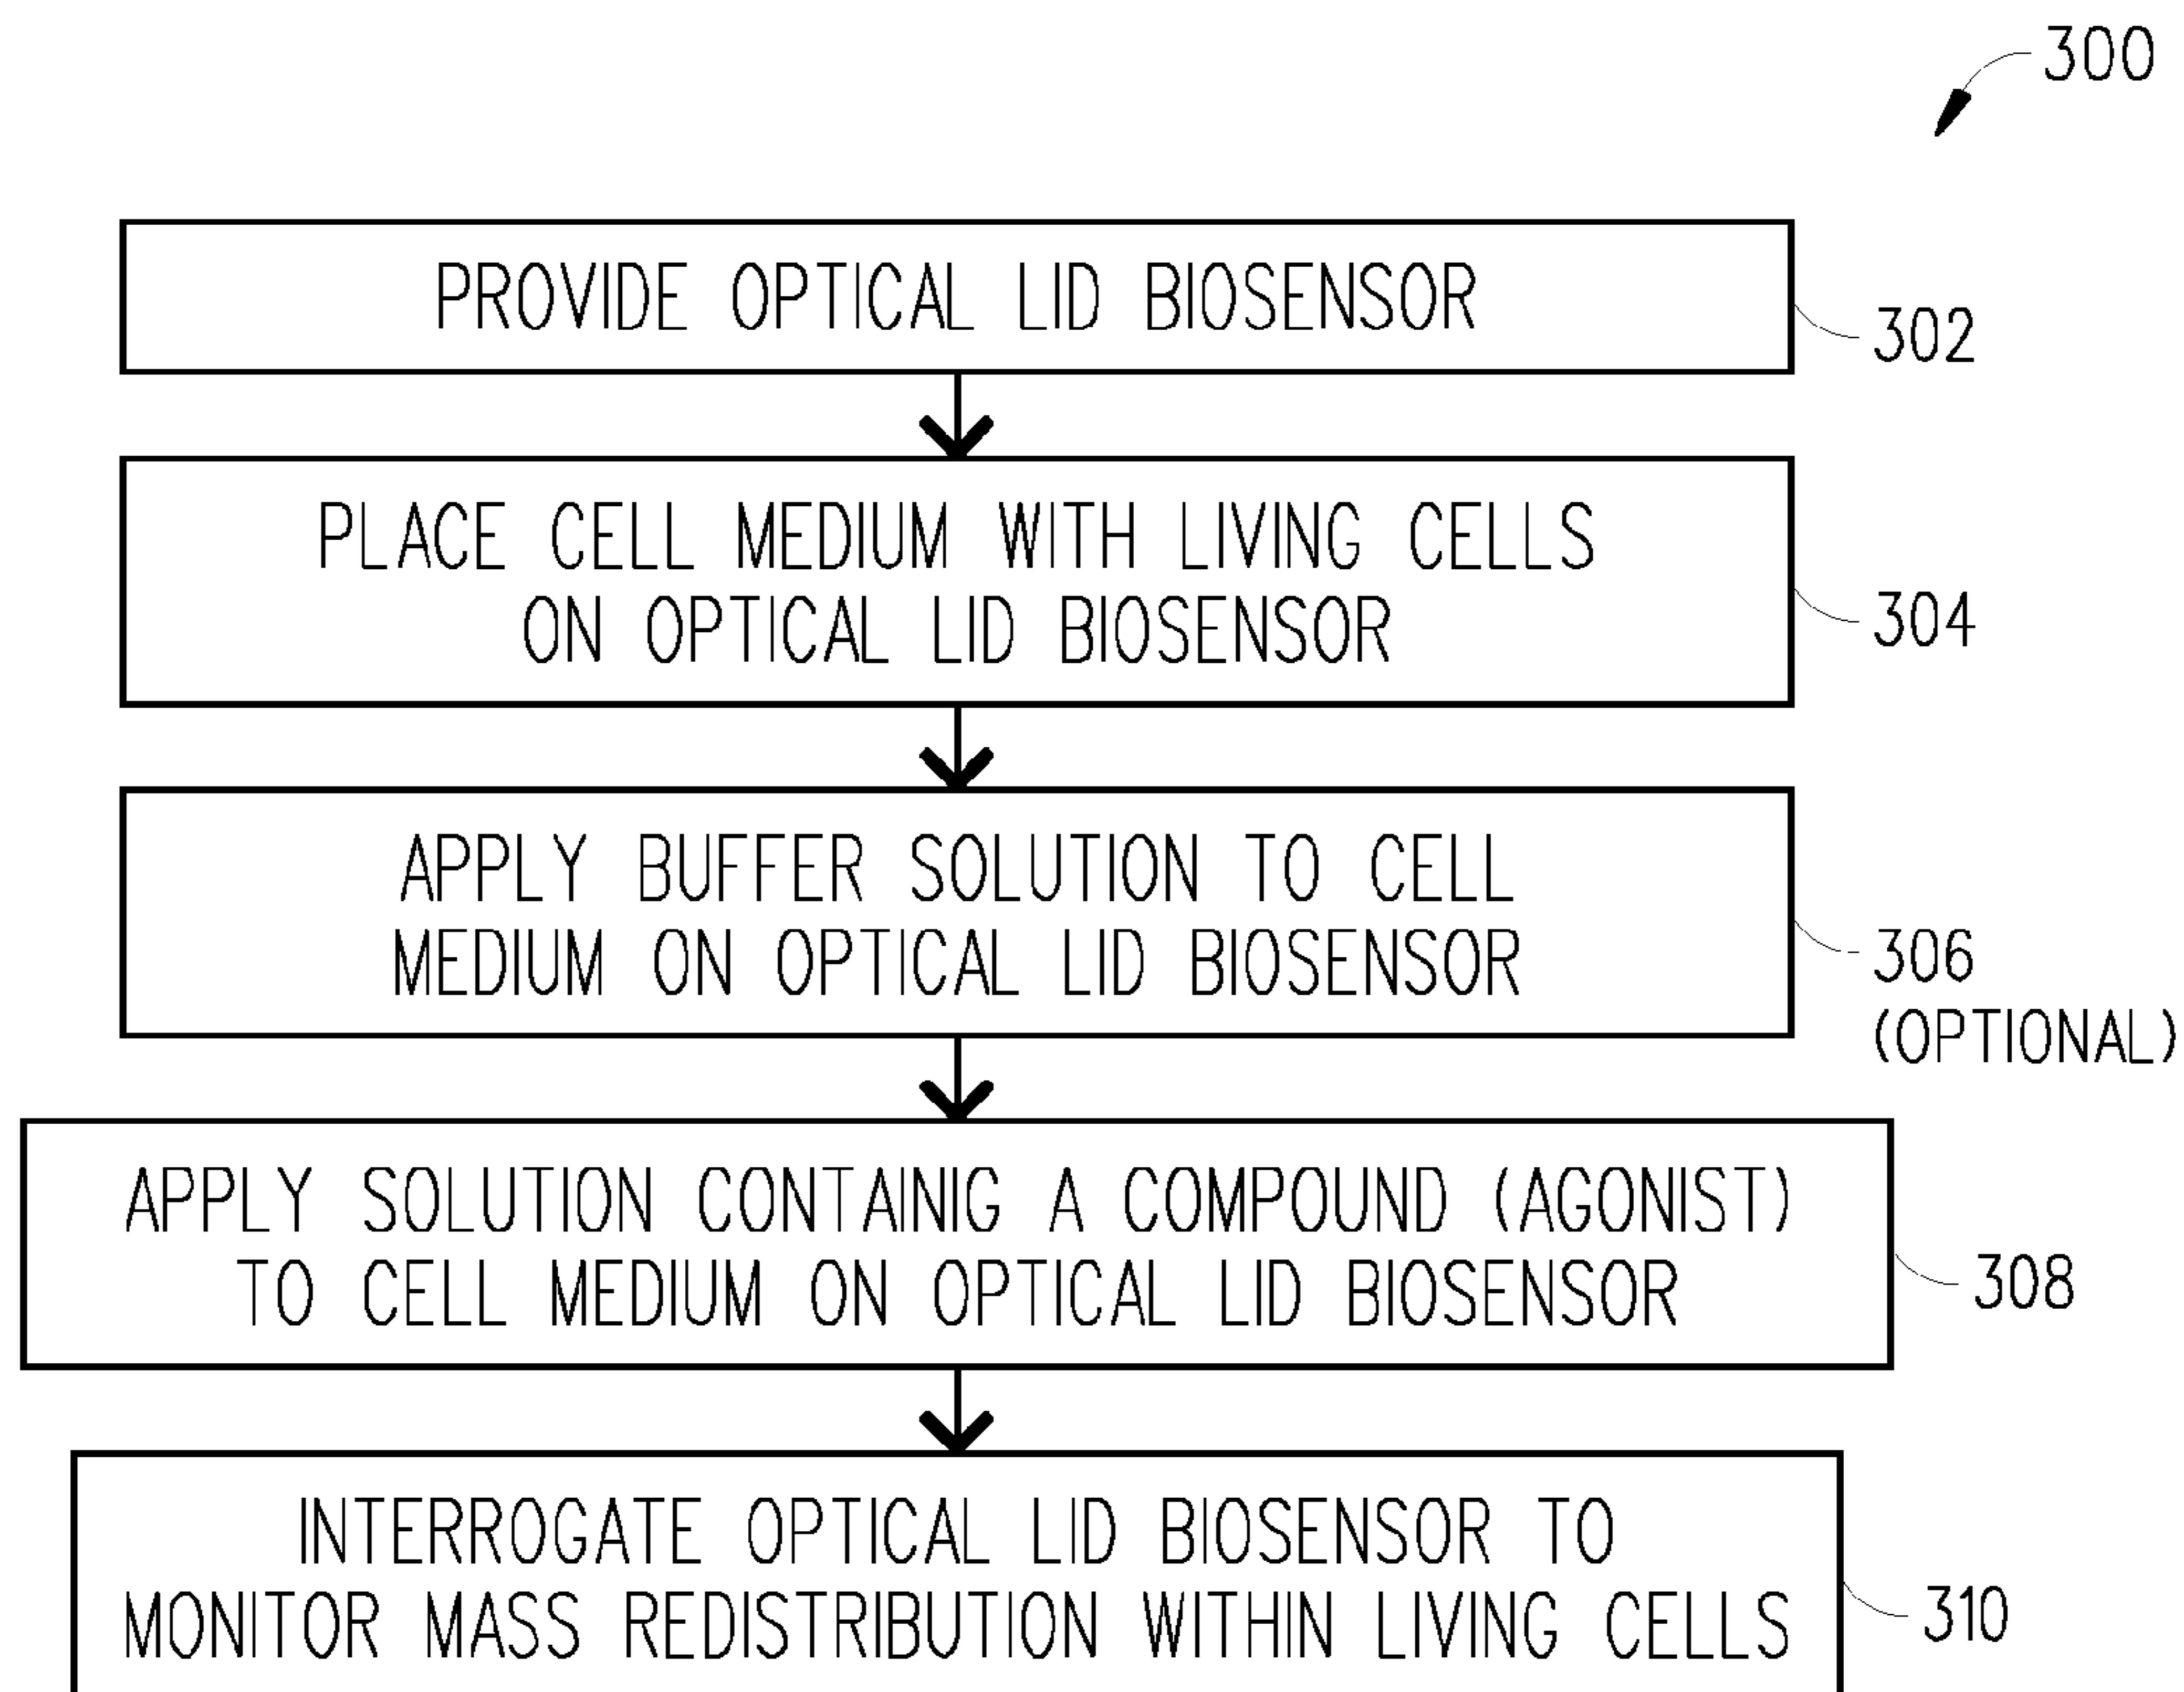 300
PROVIDE OPTICAL LID BIOSENSOR
302
PLACE CELL MEDIUM WITH LIVING CELLS
ON OPTICAL LID BIOSENSOR
304
APPLY BUFFER SOLUTION TO CELL
MEDIUM ON OPTICAL LID BIOSENSOR
306
(OPTIONAL)
APPLY SOLUTION CONTAINIG A COMPOUND (AGONIST)
TO CELL MEDIUM ON OPTICAL LID BIOSENSOR
308
INTERROGATE OPTICAL LID BIOSENSOR TO
MONITOR MASS REDISTRIBUTION WITHIN LIVING CELLS
310